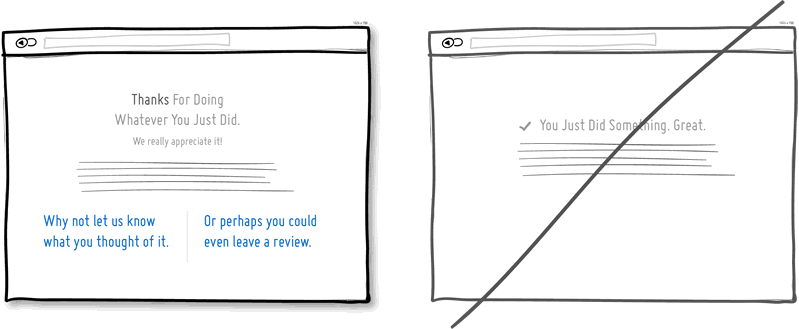 Thanks For Doing
Whatever You Just Did.
We really appreciate it!
Why not let us know
what you thought of it.
Or perhaps you could
even leave a review.
You Just Did Something. Great.